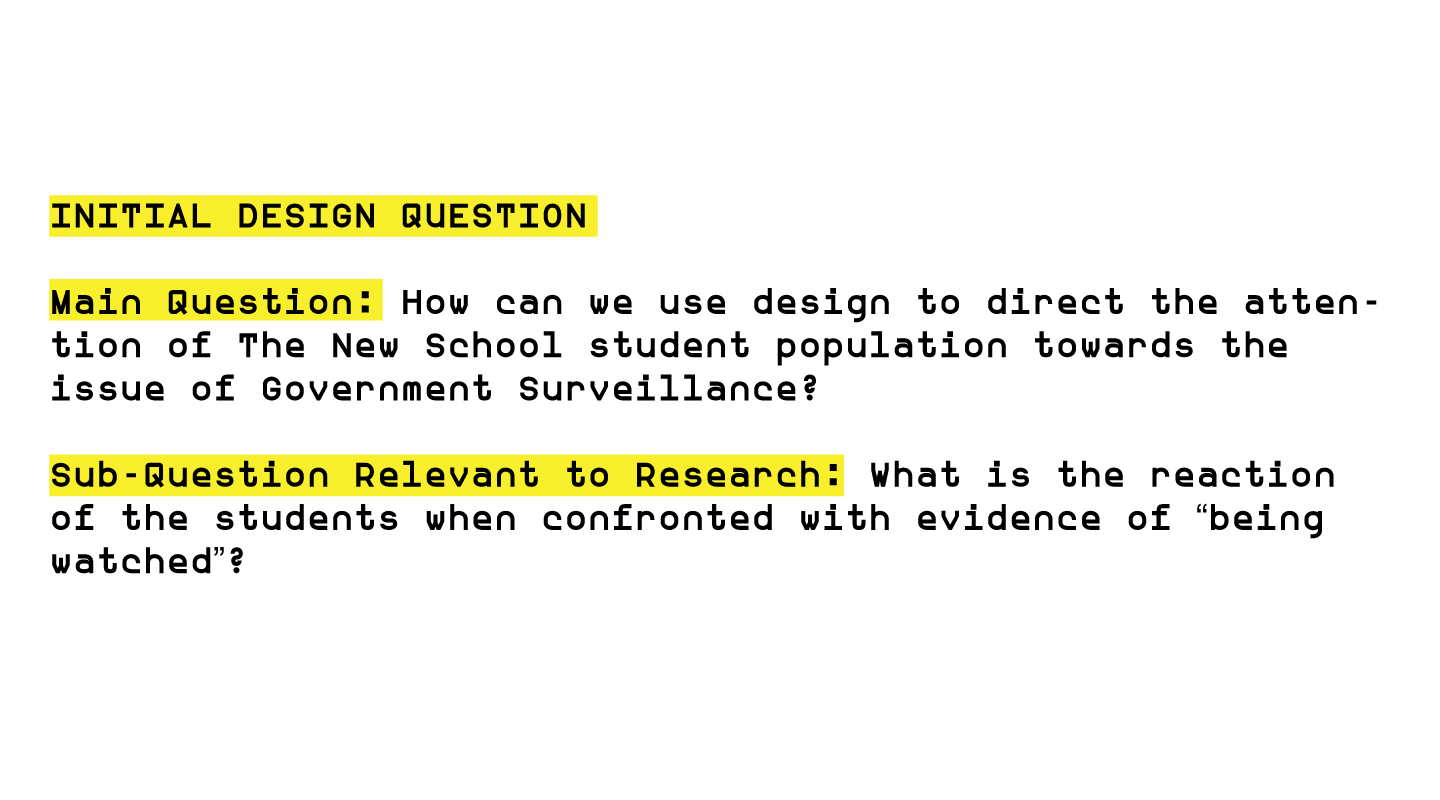 INITIAL DESIGN QUESTION
Main Question: How can we use design to direct the atten-
tion of The New School student population towards the
issue of Government Surveillance?
Sub-Question Relevant to Research: What is the reaction
of the students when confronted with evidence of “being
watched”?